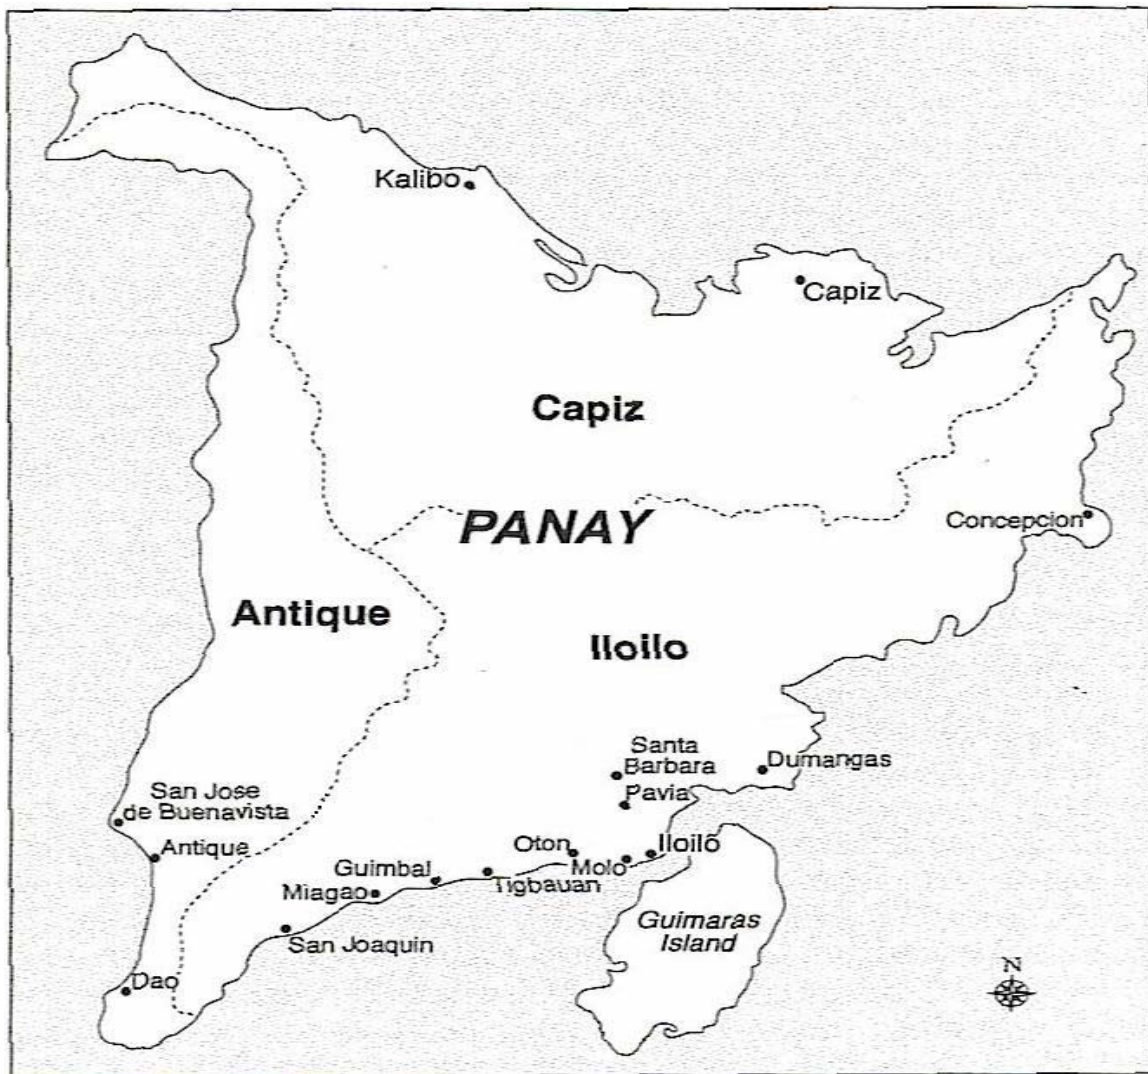 Kalibo
Capiz
Capiz
PANAY
Concepcion
Antique
Iloilo
Santa
Barbara
Dumangas
San Jose
de Buenavista
Pavia
Antique
Oton
Iloilo
Guimbal
Molo
Miagao
Tigbauan
Guimaras
Island
San Joaquin
Dao
N